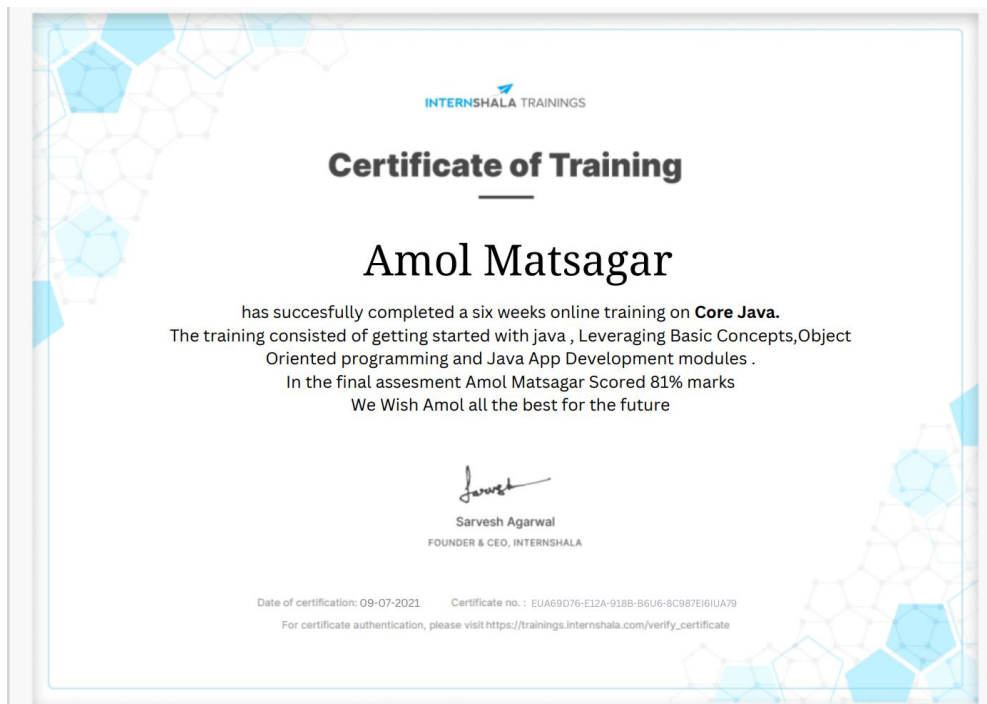 INTERNSHALA TRAININGS
Certificate of Training
Amol Matsagar
has succesfully completed a six weeks online training on Core Java.
The training consisted of getting started with java , Leveraging Basic Concepts,Object
Oriented programming and Java App Development modules .
In the final assesment Amol Matsagar Scored 81% marks
We Wish Amol all the best for the future
Sarvesh
Sarvesh Agarwal
FOUNDER & CEO, INTERNSHALA
Date of certification: 09-07-2021 Certificate no. : EUA69D76-E12A-918B-B6U6-8C987EI6IUA79
For certificate authentication, please visit https://trainings.internshala.com/verify_certificate